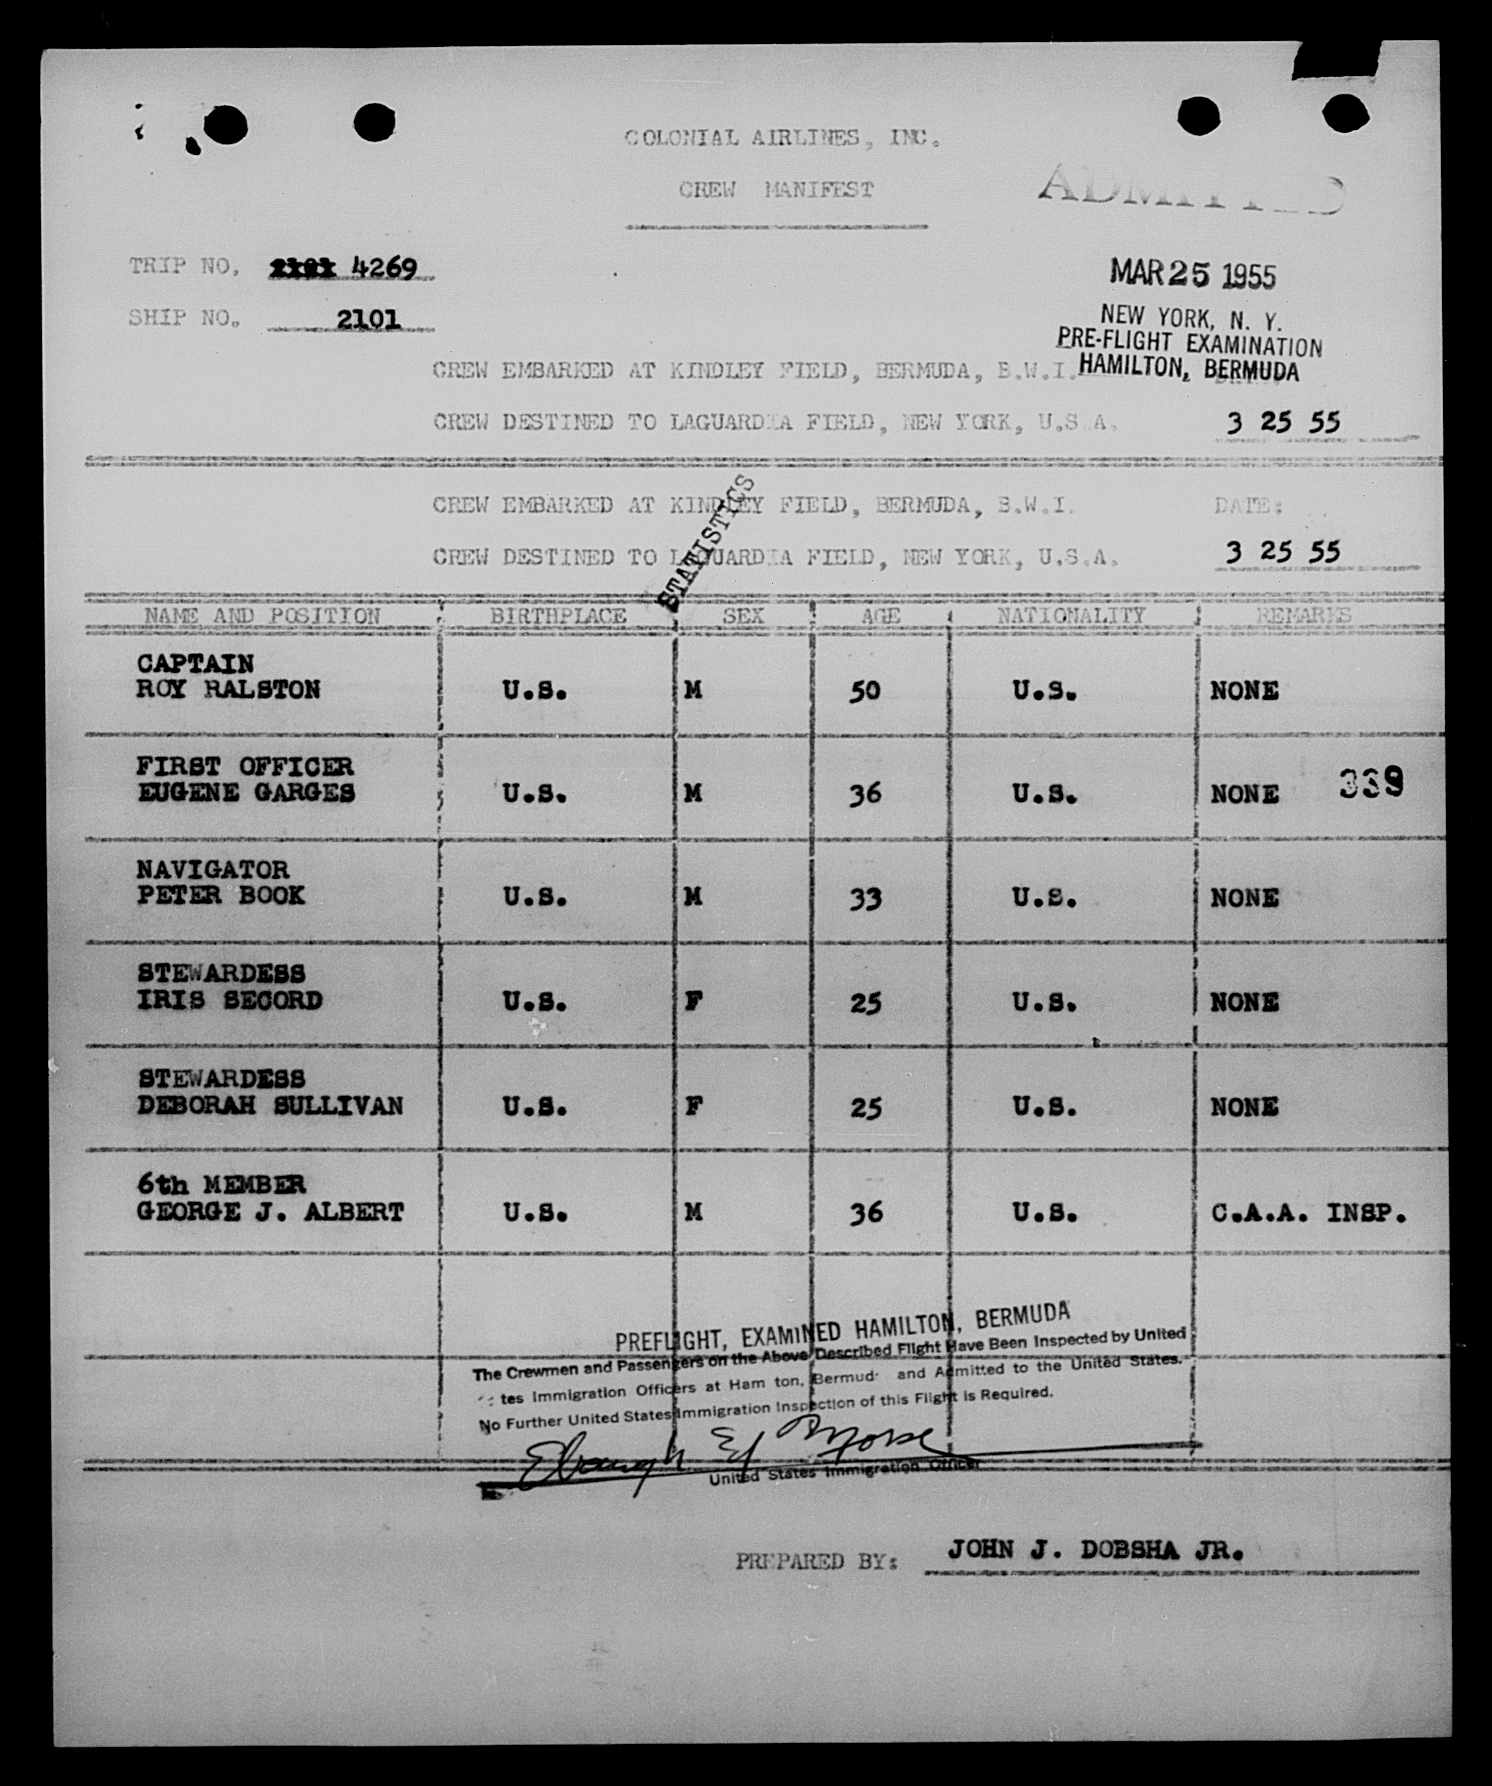 COLONIAL AIRLINES, INC.
CREW MANIFEST
ADMITTED
TRIP NO. 4269
MAR 25 1955
SHIP NO. 2101
NEW YORK, N. Y.
PRE-FLIGHT EXAMINATION
HAMILTON, BERMUDA
CREW EMBARKED AT KINDLEY FIELD, BERMUDA, B.W.I.
CREW DESTINED TO LAGUARDIA FIELD, NEW YORK, U.S.A. 3 25 55
STATISTICS
CREW EMBARKED AT KINDLEY FIELD, BERMUDA, B.W.I. DATE:
CREW DESTINED TO LAGUARDIA FIELD, NEW YORK, U.S.A. 3 25 55
NAME AND POSITION BIRTHPLACE SEX AGE NATIONALITY REMARKS
CAPTAIN
ROY RALSTON U.S. M 50 U.S. NONE
FIRST OFFICER
EUGENE GARGES U.S. M 36 U.S. NONE 339
NAVIGATOR
PETER BOOK U.S. M 33 U.S. NONE
STEWARDESS
IRIS SECORD U.S. F 25 U.S. NONE
STEWARDESS
DEBORAH SULLIVAN U.S. F 25 U.S. NONE
6th MEMBER
GEORGE J. ALBERT U.S. M 36 U.S. C.A.A. INSP.
PREFLIGHT, EXAMINED HAMILTON, BERMUDA
The Crewmen and Passengers on the Above Described Flight Have Been Inspected by United
tes Immigration Officers at Ham ton, Bermud and Admitted to the United States.
No Further United States Immigration Inspection of this Flight is Required.
United States Immigration Officer
PREPARED BY: JOHN J. DOBSHA JR.